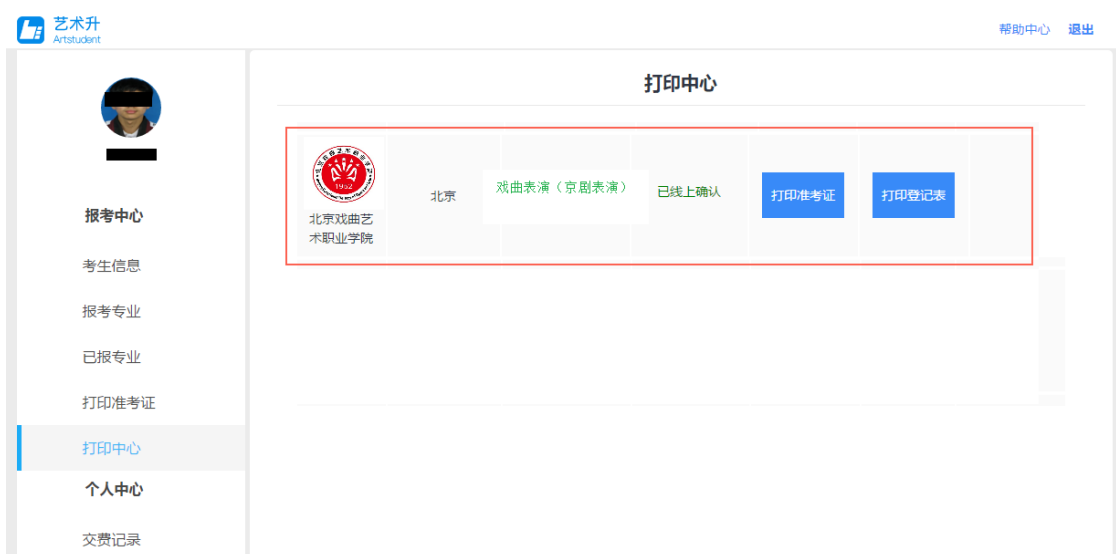 艺术升
Artstudent
帮助中心 退出
打印中心
报考中心
考生信息
报考专业
已报专业
打印准考证
打印中心
个人中心
交费记录
1952
北京戏曲艺
术职业学院
北京
戏曲表演（京剧表演）
已线上确认
打印准考证
打印登记表